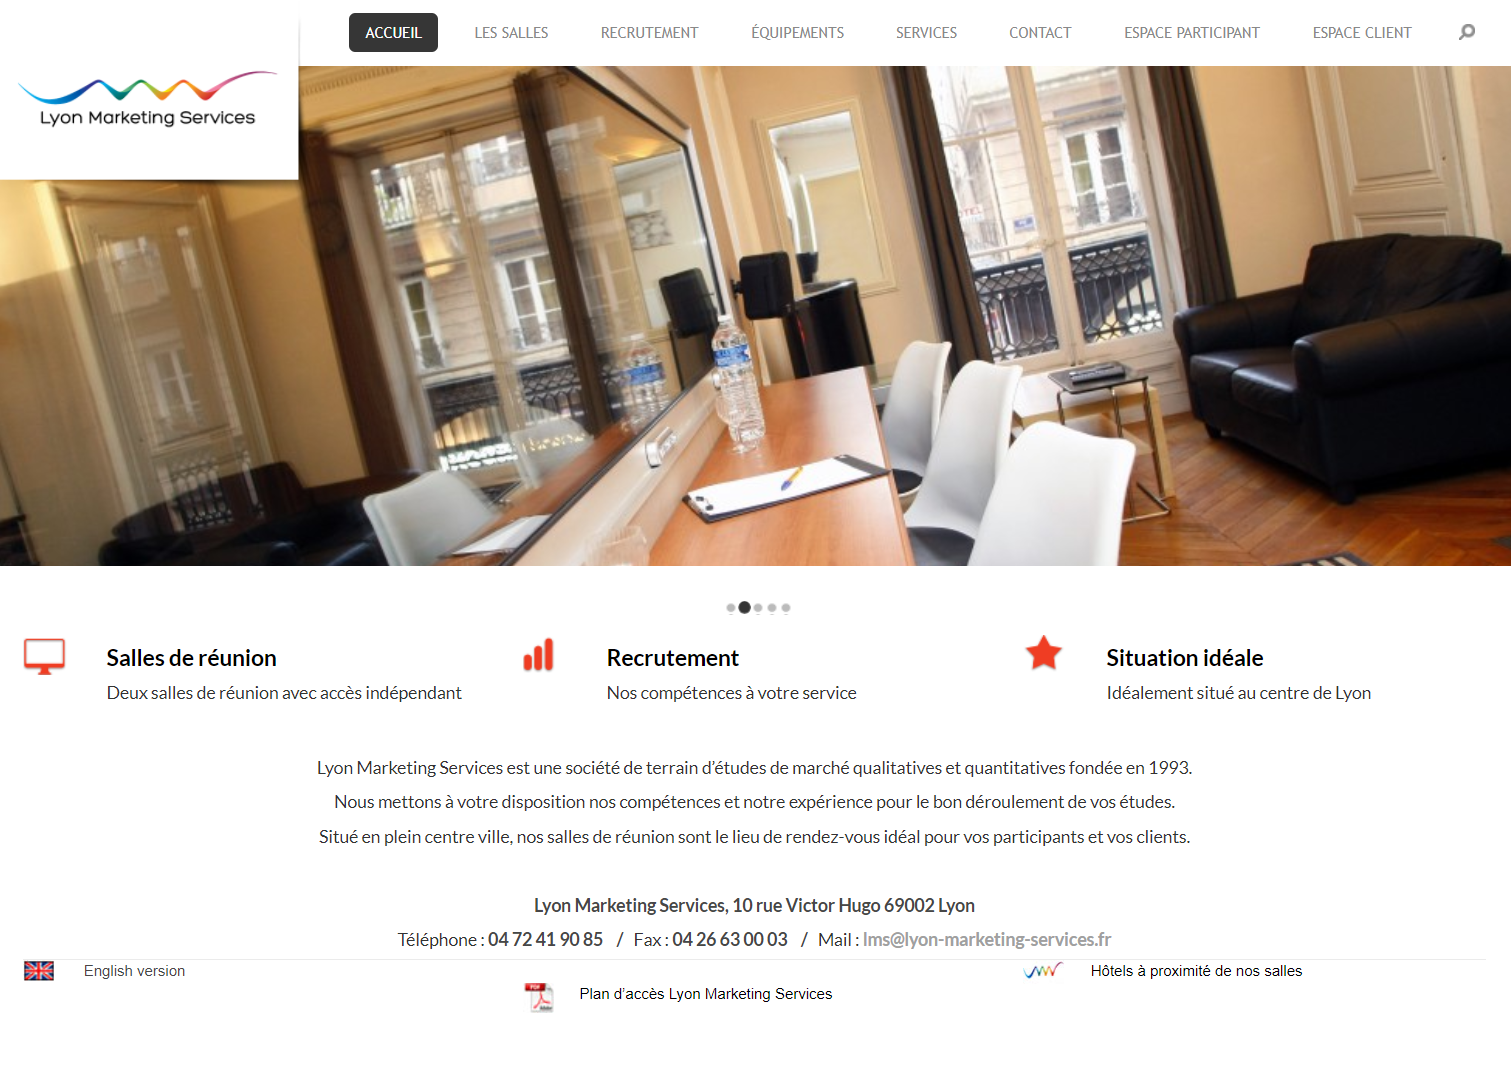 ACCUEIL
LES SALLES
RECRUTEMENT
ÉQUIPEMENTS
SERVICES
CONTACT
ESPACE PARTICIPANT
ESPACE CLIENT
Lyon Marketing Services
Salles de réunion
Deux salles de réunion avec accès indépendant
Recrutement
Nos compétences à votre service
Situation idéale
Idéalement situé au centre de Lyon
Lyon Marketing Services est une société de terrain d’études de marché qualitatives et quantitatives fondée en 1993.
Nous mettons à votre disposition nos compétences et notre expérience pour le bon déroulement de vos études.
Situé en plein centre ville, nos salles de réunion sont le lieu de rendez-vous idéal pour vos participants et vos clients.
Lyon Marketing Services, 10 rue Victor Hugo 69002 Lyon
Téléphone : 04 72 41 90 85 / Fax : 04 26 63 00 03 / Mail : lms@lyon-marketing-services.fr
English version
Plan d’accès Lyon Marketing Services
Hôtels à proximité de nos salles